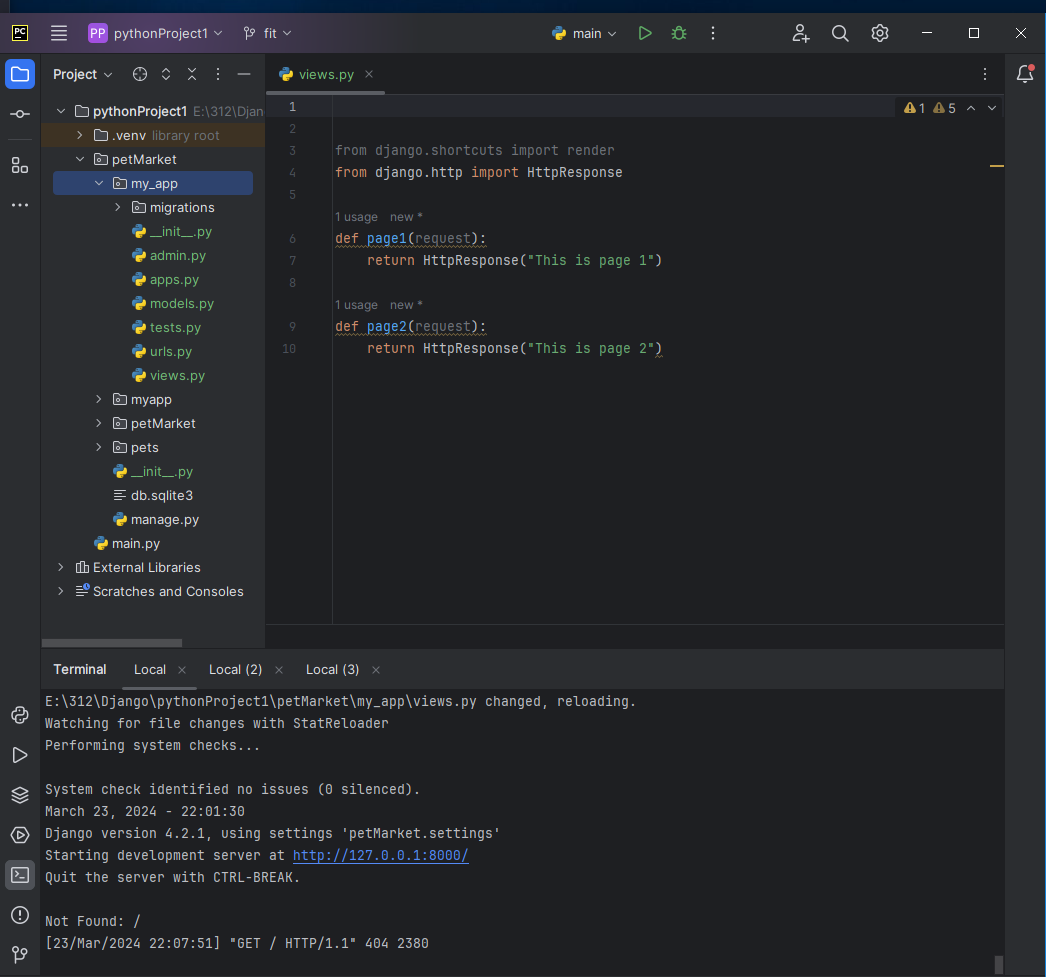 PC PP pythonProject1 fit main
Project
views.py
pythonProject1 E:\312\Djan
.venv library root
petMarket
my_app
migrations
__init__.py
admin.py
apps.py
models.py
tests.py
urls.py
views.py
myapp
petMarket
pets
__init__.py
db.sqlite3
manage.py
main.py
External Libraries
Scratches and Consoles
1
1 5
2
3 from django.shortcuts import render
4 from django.http import HttpResponse
5
1 usage new *
6 def page1(request):
7 return HttpResponse("This is page 1")
8
1 usage new *
9 def page2(request):
10 return HttpResponse("This is page 2")
Terminal Local Local (2) Local (3)
E:\312\Django\pythonProject1\petMarket\my_app\views.py changed, reloading.
Watching for file changes with StatReloader
Performing system checks...
System check identified no issues (0 silenced).
March 23, 2024 - 22:01:30
Django version 4.2.1, using settings 'petMarket.settings'
Starting development server at http://127.0.0.1:8000/
Quit the server with CTRL-BREAK.
Not Found: /
[23/Mar/2024 22:07:51] "GET / HTTP/1.1" 404 2380